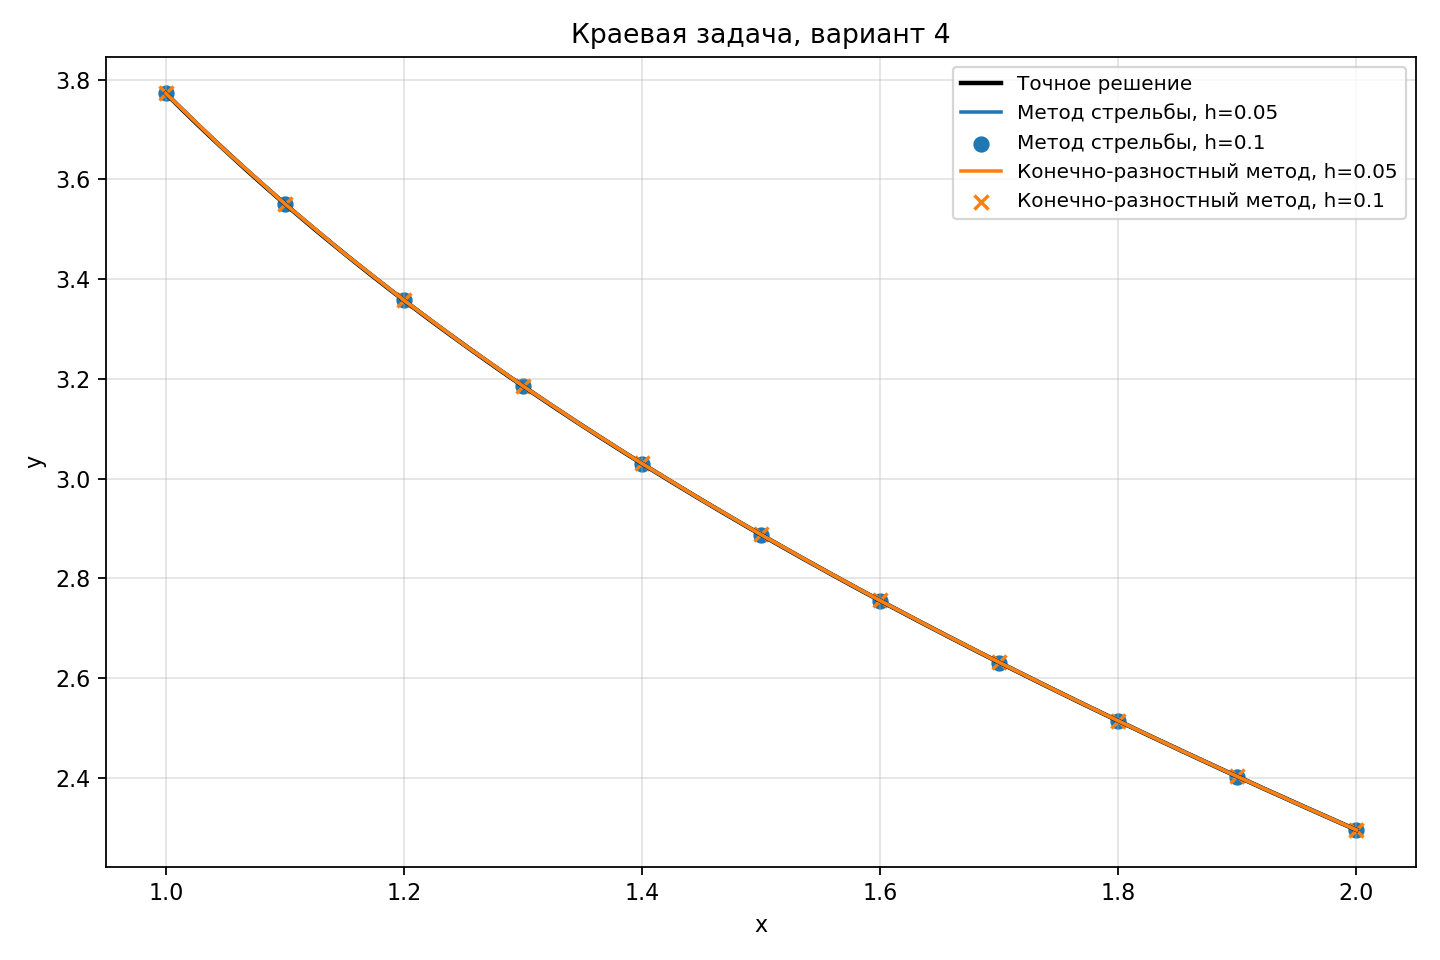 Краевая задача, вариант 4
Точное решение
Метод стрельбы, h=0.05
Метод стрельбы, h=0.1
Конечно-разностный метод, h=0.05
Конечно-разностный метод, h=0.1
y
3.8
3.6
3.4
3.2
3.0
2.8
2.6
2.4
1.0 1.2 1.4 1.6 1.8 2.0
x